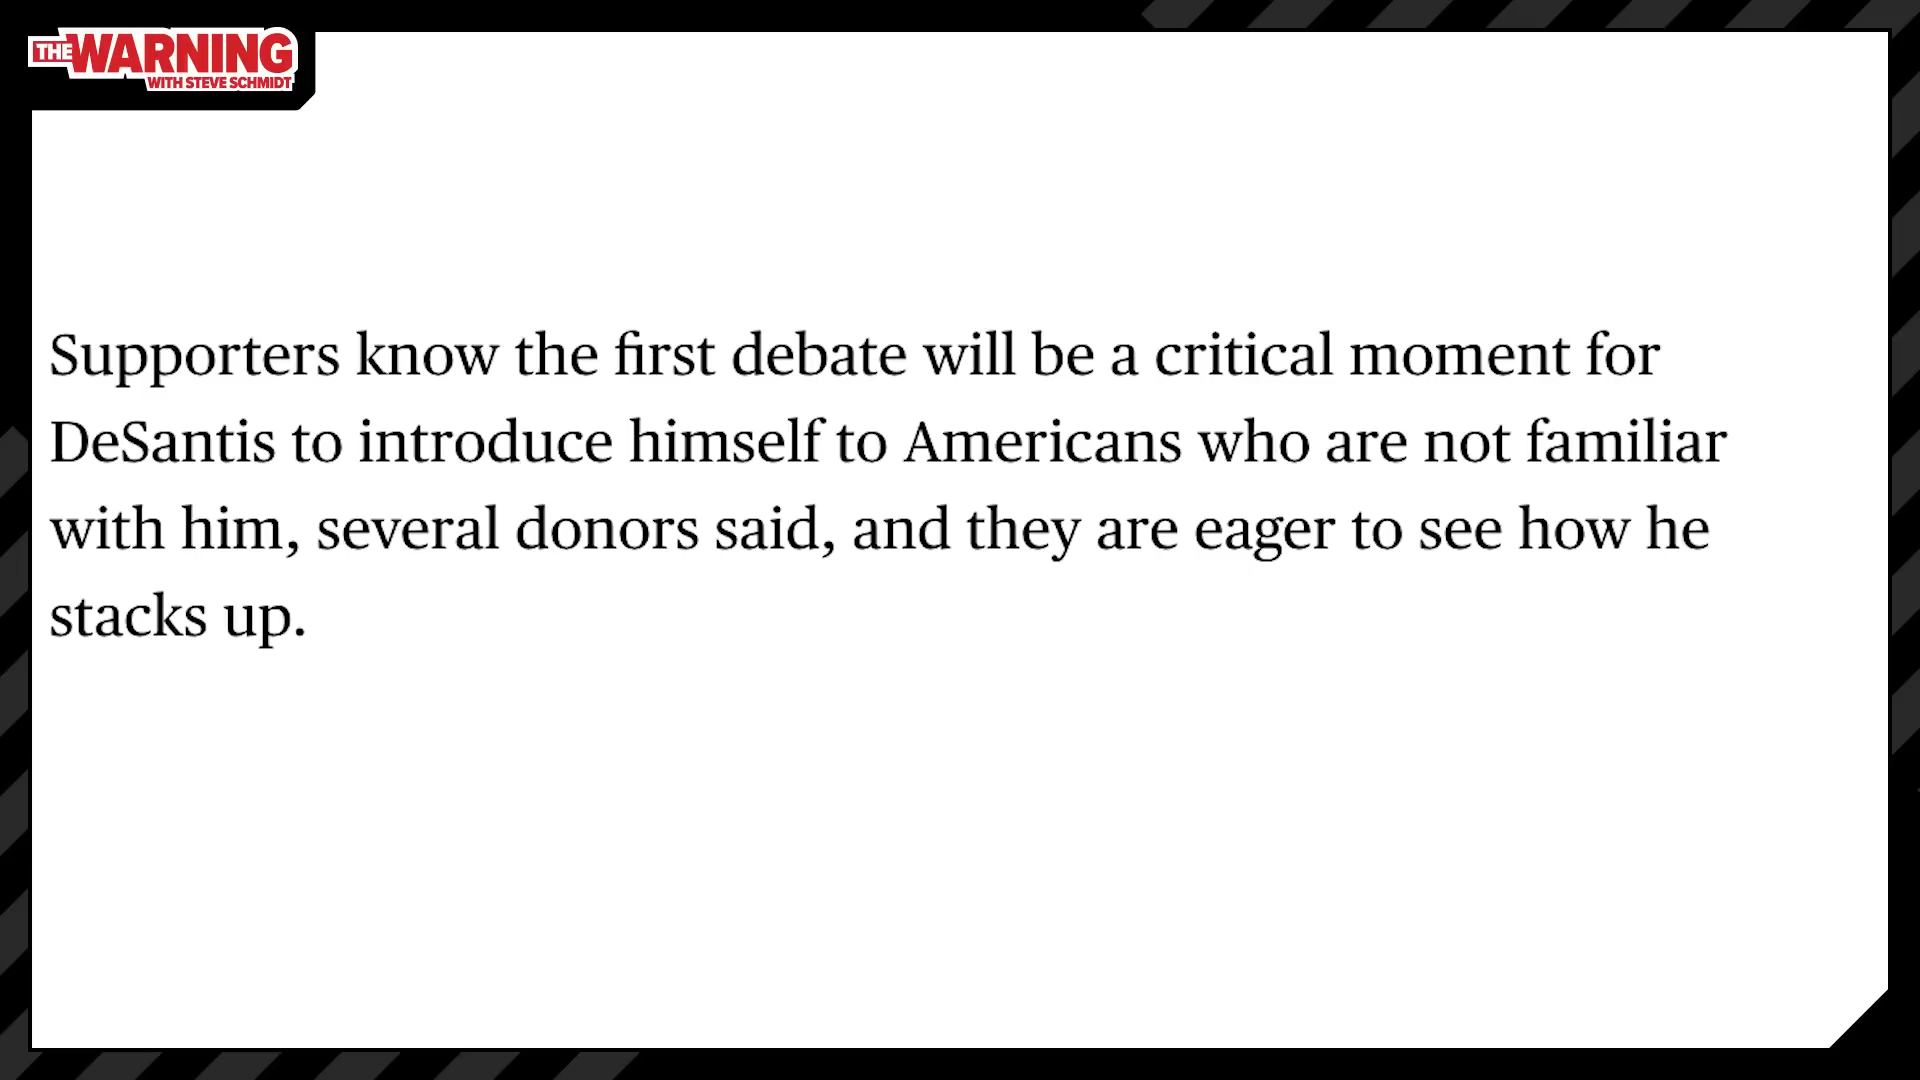 THE WARNING
WITH STEVE SCHMIDT
Supporters know the first debate will be a critical moment for
DeSantis to introduce himself to Americans who are not familiar
with him, several donors said, and they are eager to see how he
stacks up.